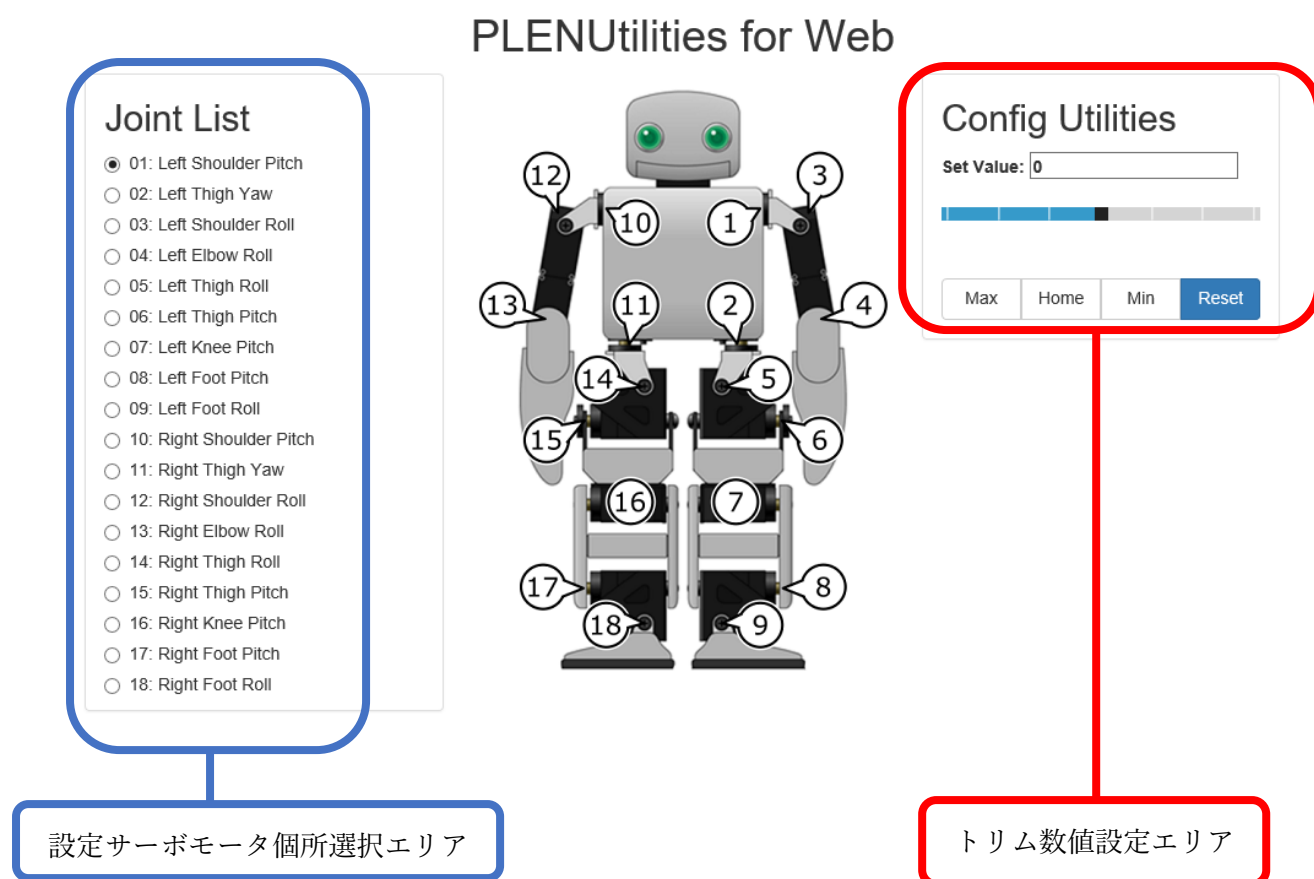 PLENUtilities for Web
Joint List
01: Left Shoulder Pitch
02: Left Thigh Yaw
03: Left Shoulder Roll
04: Left Elbow Roll
05: Left Thigh Roll
06: Left Thigh Pitch
07: Left Knee Pitch
08: Left Foot Pitch
09: Left Foot Roll
10: Right Shoulder Pitch
11: Right Thigh Yaw
12: Right Shoulder Roll
13: Right Elbow Roll
14: Right Thigh Roll
15: Right Thigh Pitch
16: Right Knee Pitch
17: Right Foot Pitch
18: Right Foot Roll
12
3
10
1
13
11
2
4
14
5
15
6
16
7
17
8
18
9
Config Utilities
Set Value: 0
Max Home Min Reset
設定サーボモータ個所選択エリア
トリム数値設定エリア